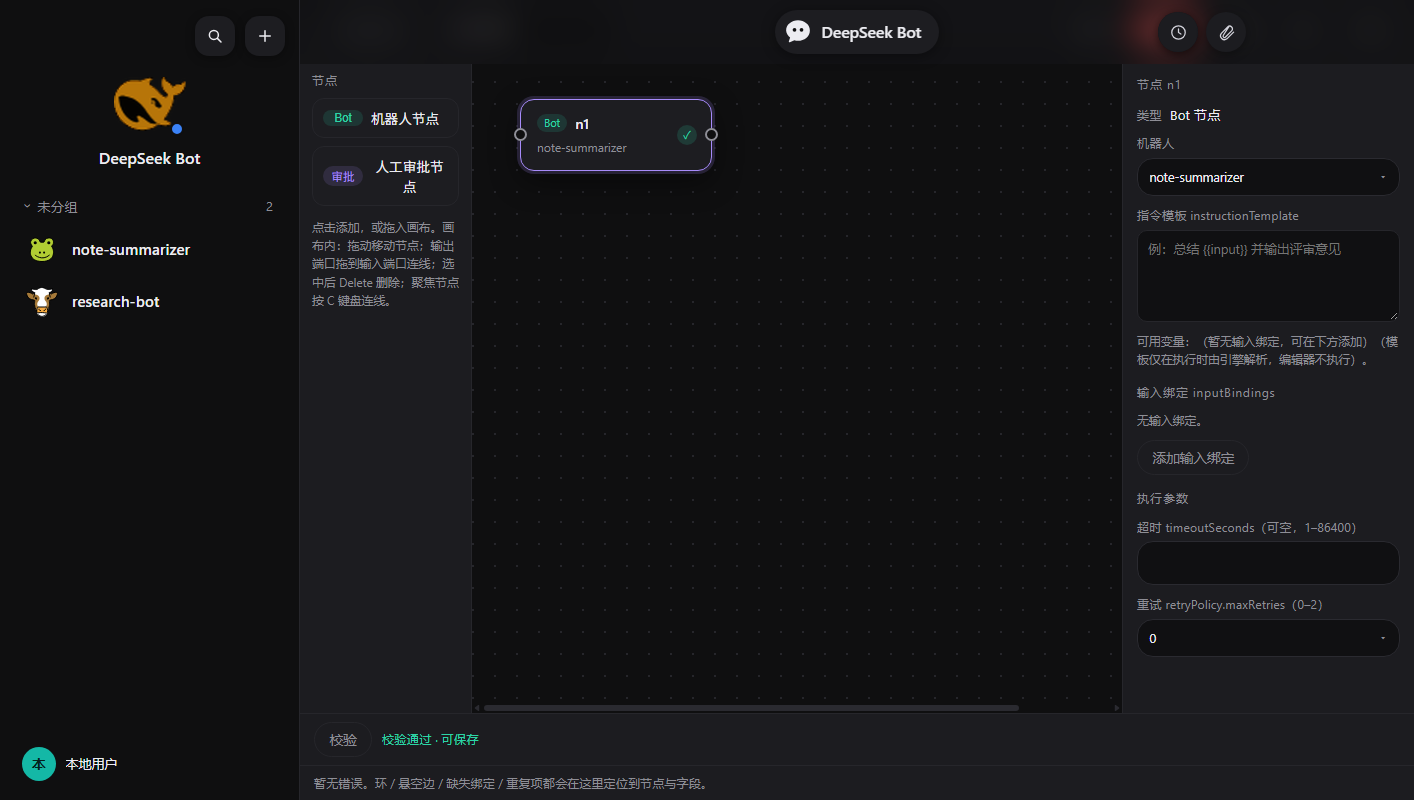 DeepSeek Bot
DeepSeek Bot
未分组 2
note-summarizer
research-bot
本 本地用户
节点
Bot 机器人节点
审批 人工审批节
点
点击添加，或拖入画布。画
布内：拖动移动节点；输出
端口拖到输入端口连线；选
中后 Delete 删除；聚焦节点
按 C 键盘连线。
Bot n1
note-summarizer
✓
节点 n1
类型 Bot 节点
机器人
note-summarizer
指令模板 instructionTemplate
例：总结 {{input}} 并输出评审意见
可用变量：（暂无输入绑定，可在下方添加）（模
板仅在执行时由引擎解析，编辑器不执行）。
输入绑定 inputBindings
无输入绑定。
添加输入绑定
执行参数
超时 timeoutSeconds（可空，1–86400）
重试 retryPolicy.maxRetries（0–2）
0
校验 校验通过 · 可保存
暂无错误。环 / 悬空边 / 缺失绑定 / 重复项都会在这里定位到节点与字段。